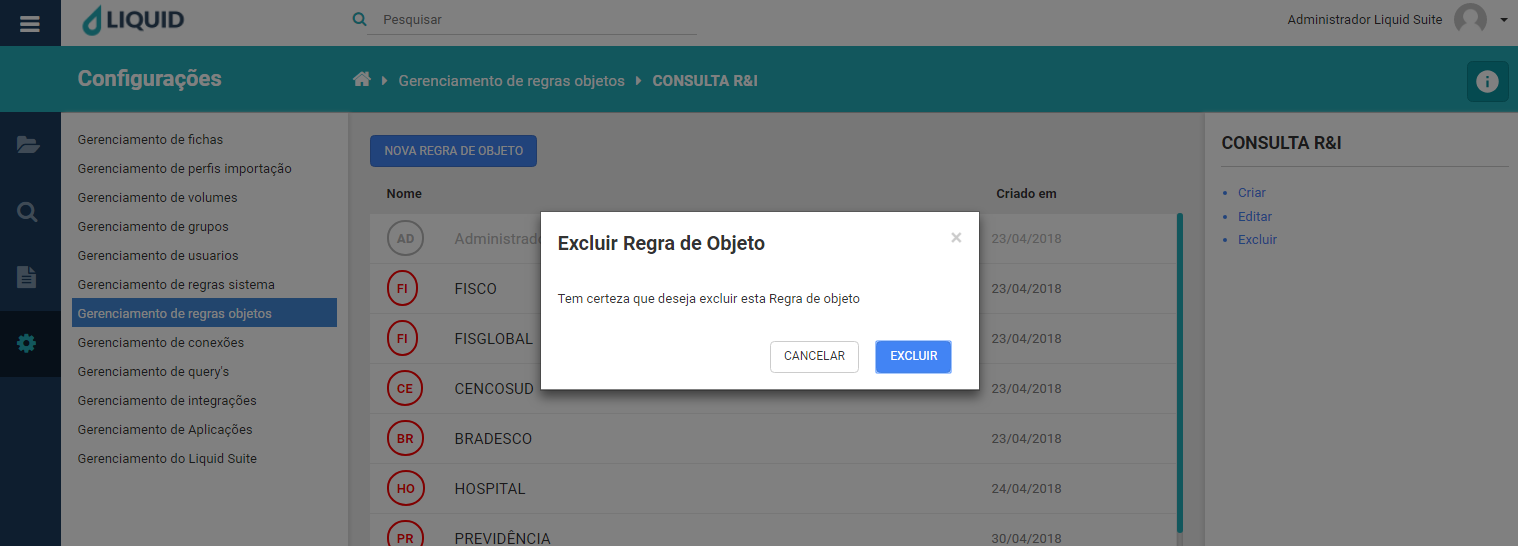 LIQUID
Pesquisar
Administrador Liquid Suite
Configurações
Gerenciamento de regras objetos
CONSULTA R&I
Gerenciamento de fichas
Gerenciamento de perfis importação
Gerenciamento de volumes
Gerenciamento de grupos
Gerenciamento de usuarios
Gerenciamento de regras sistema
Gerenciamento de regras objetos
Gerenciamento de conexões
Gerenciamento de query's
Gerenciamento de integrações
Gerenciamento de Aplicações
Gerenciamento do Liquid Suite
NOVA REGRA DE OBJETO
Nome
Criado em
AD
Administrado
23/04/2018
FI
FISCO
23/04/2018
FI
FISGLOBAL
23/04/2018
CE
CENCOSUD
23/04/2018
BR
BRADESCO
23/04/2018
HO
HOSPITAL
24/04/2018
PR
PREVIDÊNCIA
30/04/2018
Excluir Regra de Objeto
×
Tem certeza que deseja excluir esta Regra de objeto
CANCELAR
EXCLUIR
CONSULTA R&I
Criar
Editar
Excluir